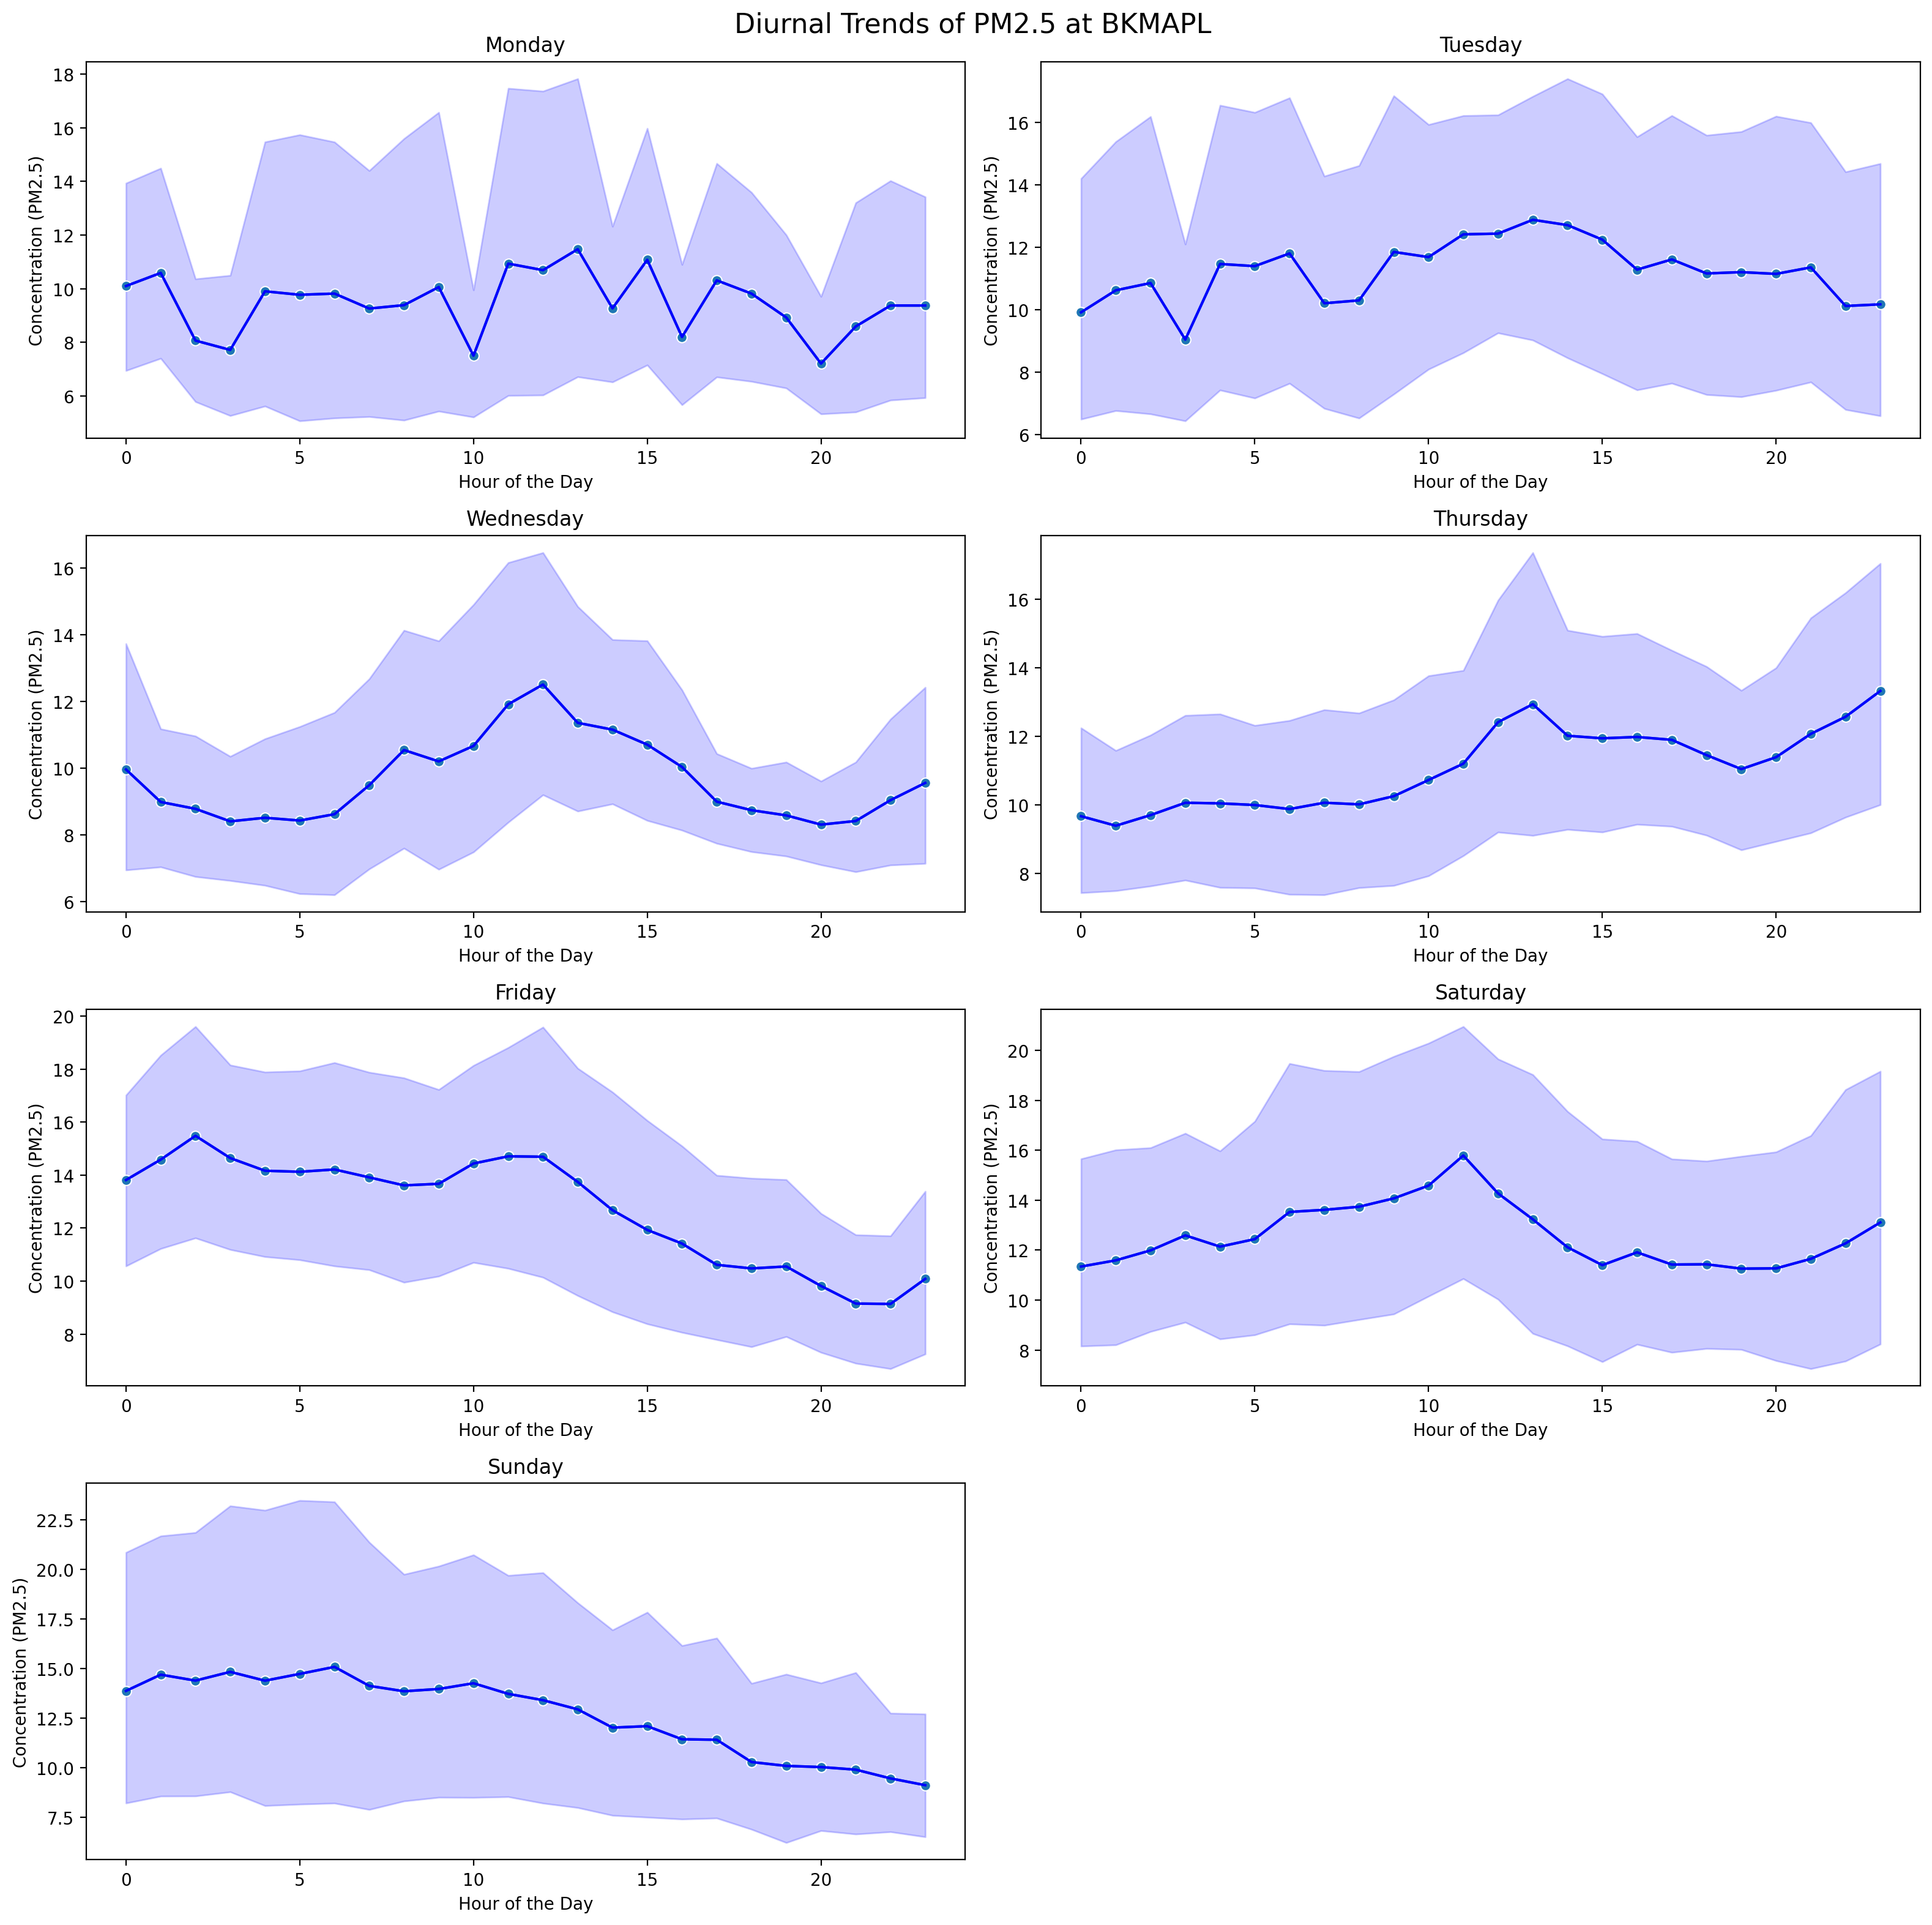 Diurnal Trends of PM2.5 at BKMAPL
Monday
Concentration (PM2.5)
18
16
14
12
10
8
6
0 5 10 15 20
Hour of the Day
Tuesday
Concentration (PM2.5)
16
14
12
10
8
6
0 5 10 15 20
Hour of the Day
Wednesday
Concentration (PM2.5)
16
14
12
10
8
6
0 5 10 15 20
Hour of the Day
Thursday
Concentration (PM2.5)
16
14
12
10
8
0 5 10 15 20
Hour of the Day
Friday
Concentration (PM2.5)
20
18
16
14
12
10
8
0 5 10 15 20
Hour of the Day
Saturday
Concentration (PM2.5)
20
18
16
14
12
10
8
0 5 10 15 20
Hour of the Day
Sunday
Concentration (PM2.5)
22.5
20.0
17.5
15.0
12.5
10.0
7.5
0 5 10 15 20
Hour of the Day